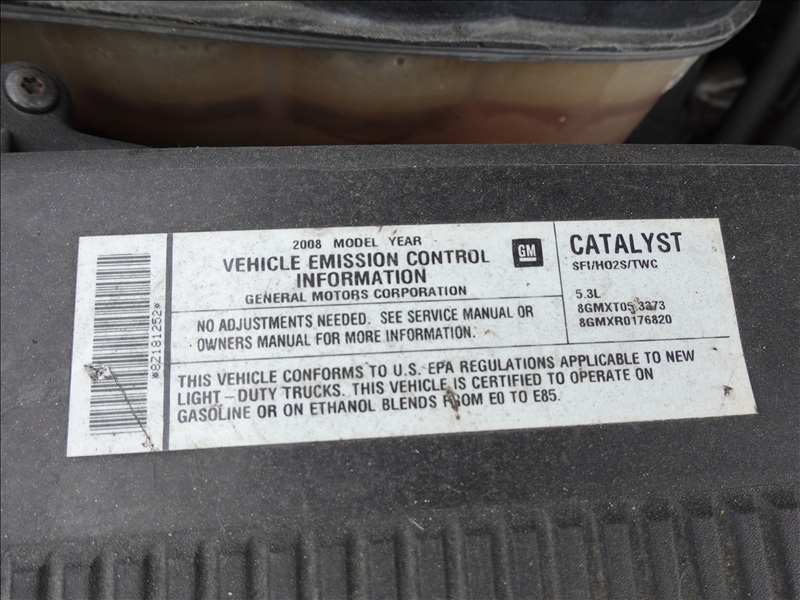 *8Z181252*
2008 MODEL YEAR
VEHICLE EMISSION CONTROL
INFORMATION
GENERAL MOTORS CORPORATION
GM
NO ADJUSTMENTS NEEDED. SEE SERVICE MANUAL OR
OWNERS MANUAL FOR MORE INFORMATION.
CATALYST
SFI/HO2S/TWC
5.3L
8GMXR0176820
THIS VEHICLE CONFORMS TO U.S. EPA REGULATIONS APPLICABLE TO NEW
LIGHT-DUTY TRUCKS. THIS VEHICLE IS CERTIFIED TO OPERATE ON
GASOLINE OR ON ETHANOL BLENDS FROM E0 TO E85.